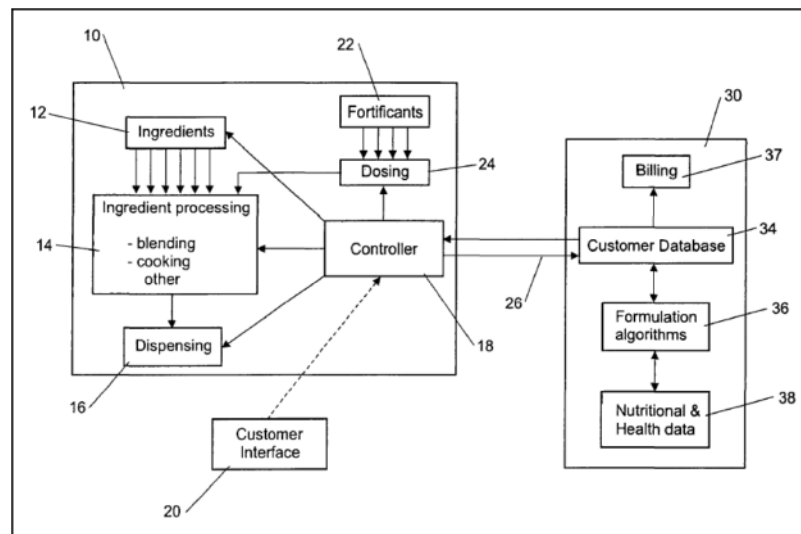 10
22
12
Ingredients
Fortificants
24
Dosing
30
37
Billing
Ingredient processing
14
- blending
- cooking
other
Controller
Customer Database
34
26
Dispensing
18
16
Formulation
algorithms
36
Customer
Interface
20
Nutritional &
Health data
38